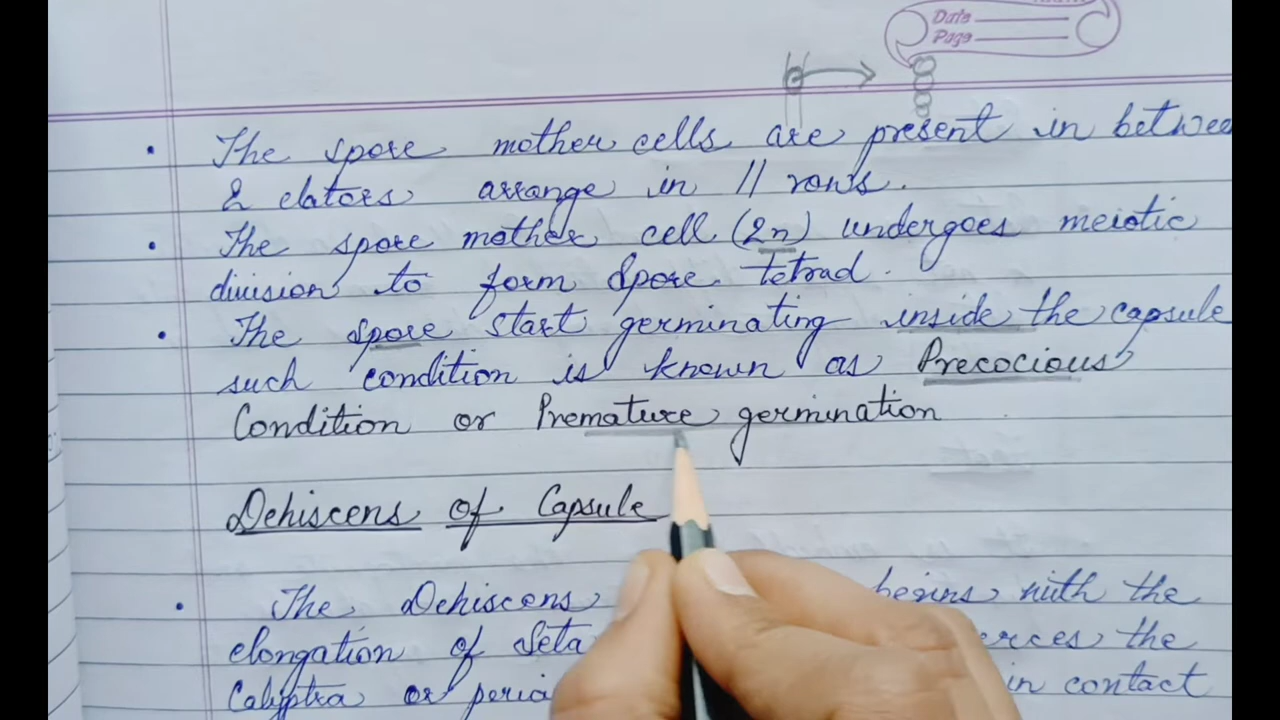 Date
Page
The spore mother cells are present in betwee
2 elators arrange in || rows.
The spore mother cell (2n) undergoes meiotic
division to form Spore tetrad.
The spore start germinating inside the capsule
such condition is known as Precocious
Condition or Premature germination
Dehiscens of Capsule
The Dehiscens begins with the
elongation of Seta erces the
Calyptra or peric in contact